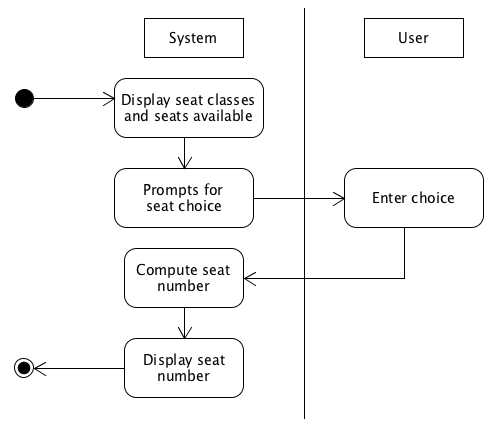 System
User
Display seat classes
and seats available
Prompts for
seat choice
Enter choice
Compute seat
number
Display seat
number